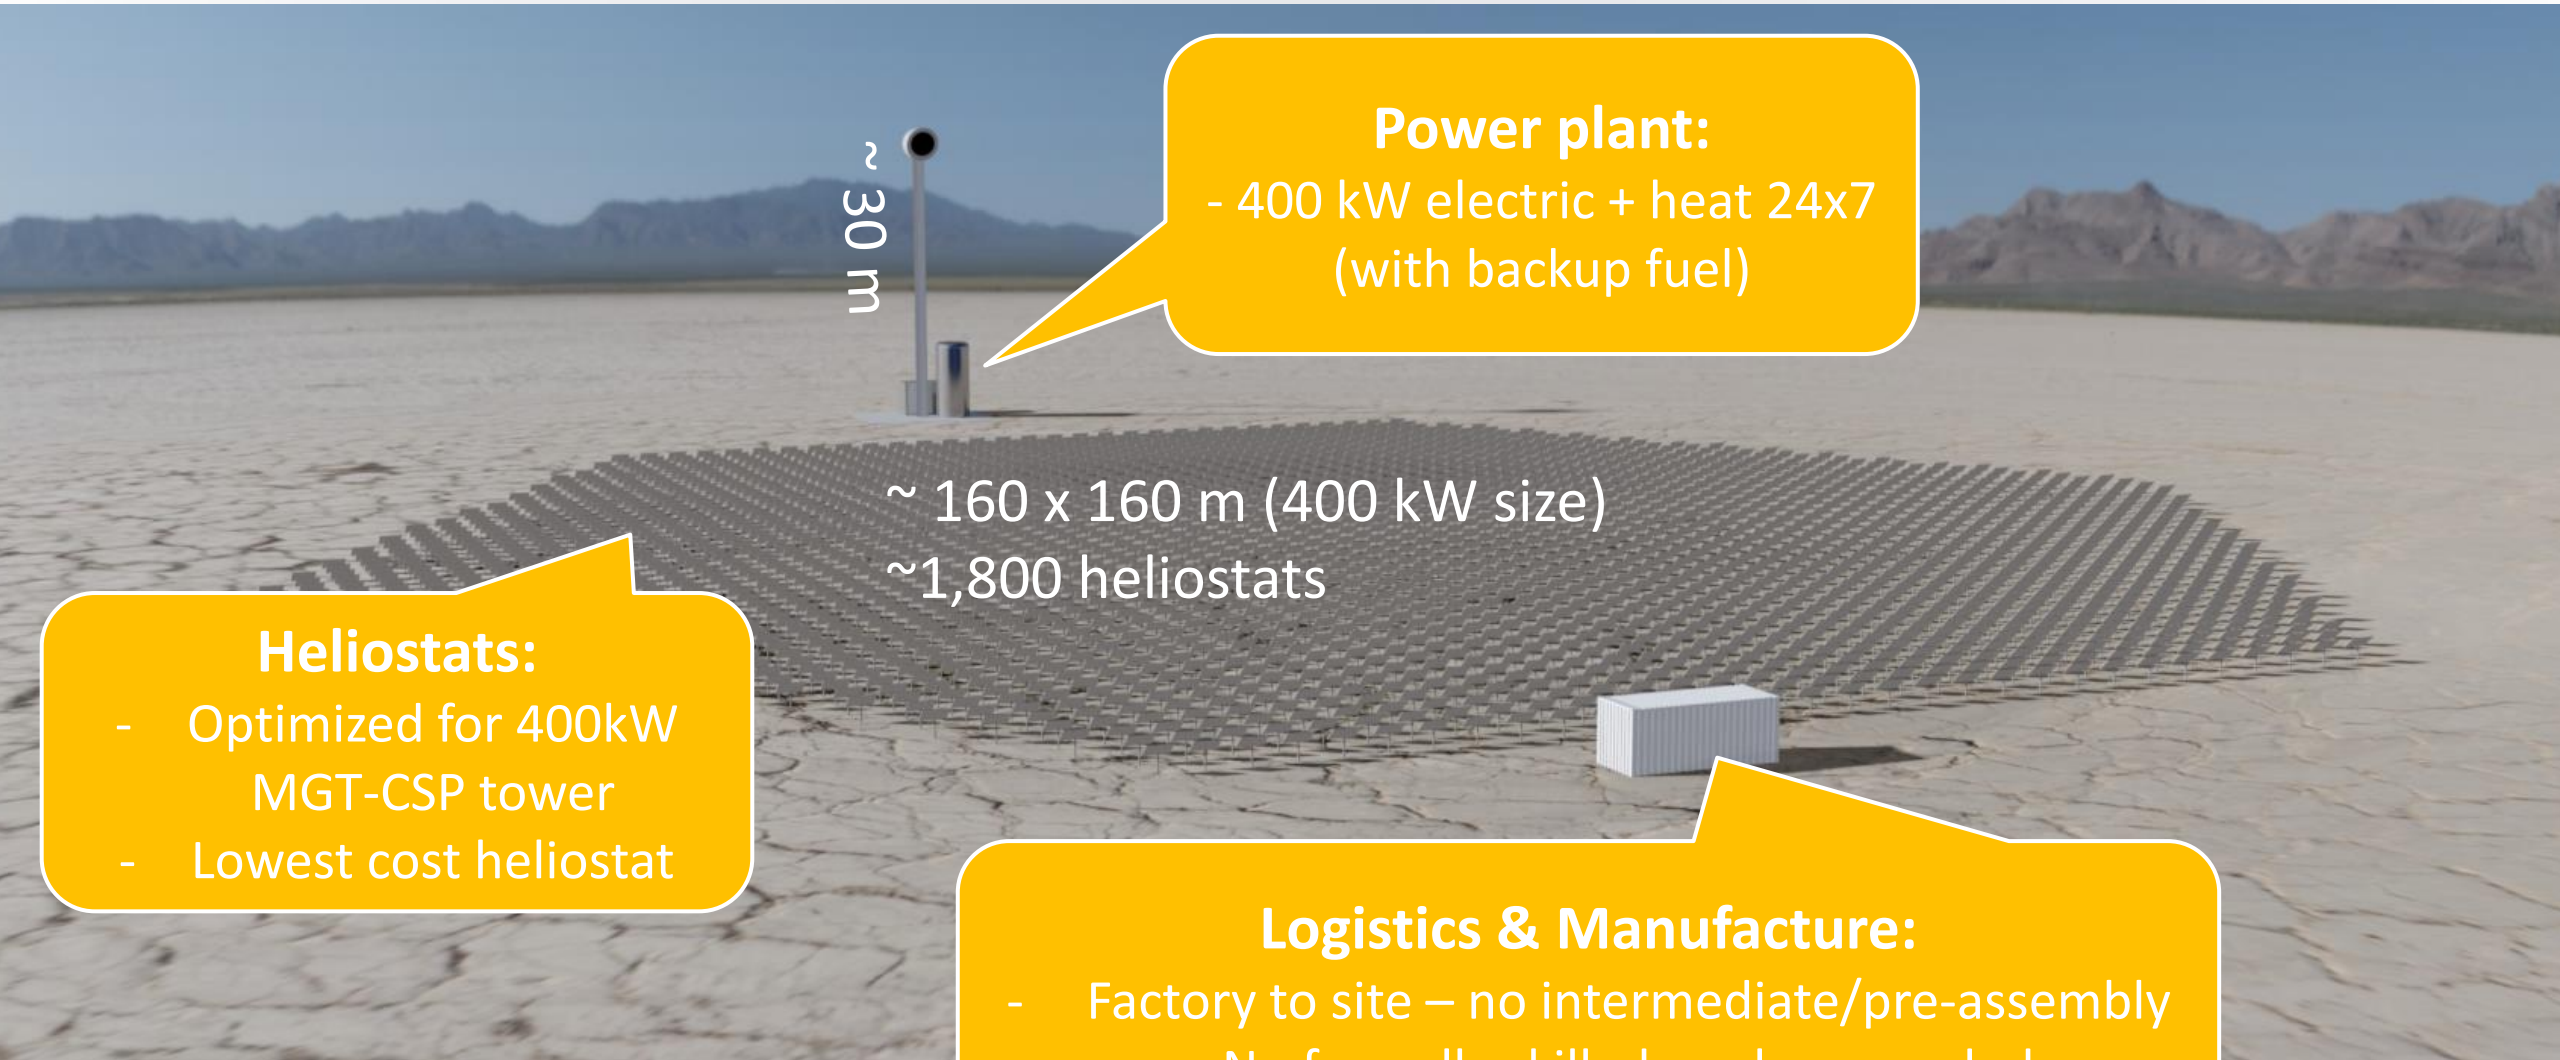 Power plant:
- 400 kW electric + heat 24x7
(with backup fuel)
~ 30 m
~ 160 x 160 m (400 kW size)
~1,800 heliostats
Heliostats:
- Optimized for 400kW
MGT-CSP tower
- Lowest cost heliostat
Logistics & Manufacture:
- Factory to site – no intermediate/pre-assembly